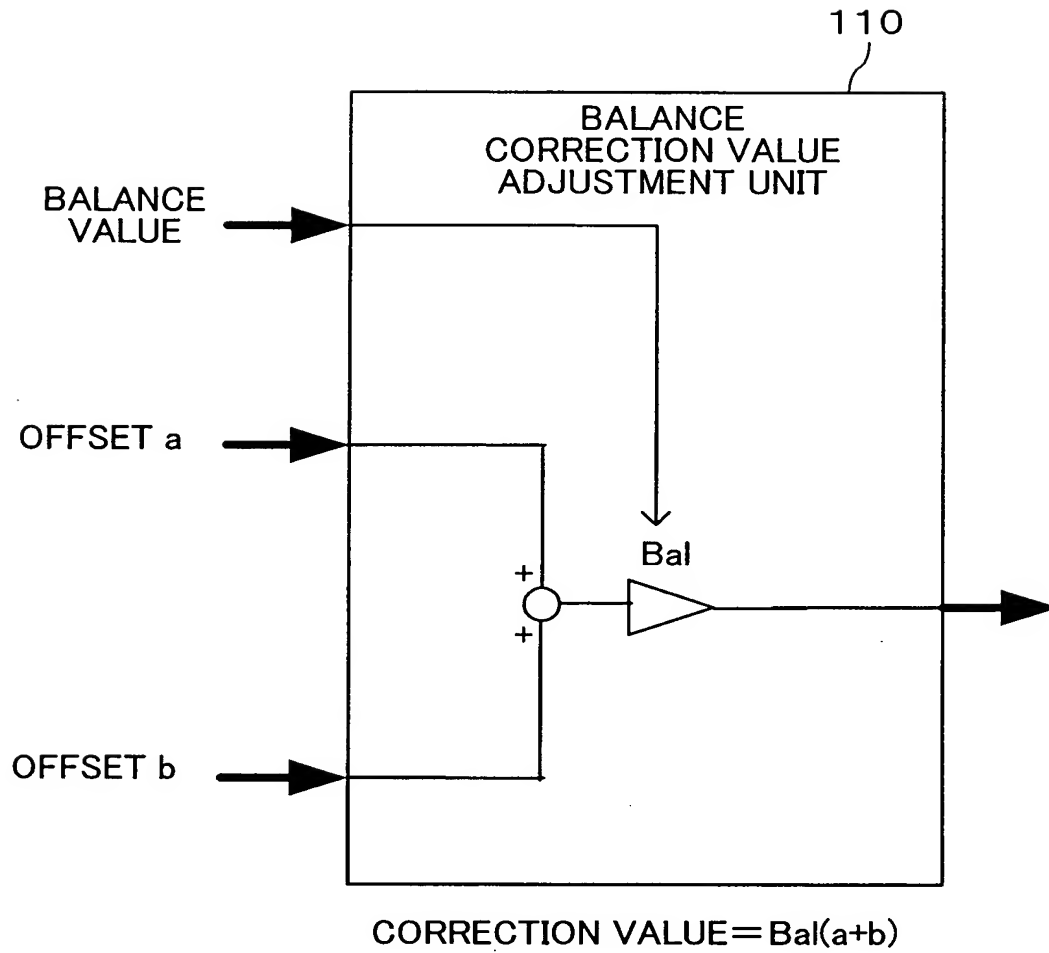 110
BALANCE
CORRECTION VALUE
ADJUSTMENT UNIT
BALANCE
VALUE
OFFSET a
Bal
+
+
OFFSET b
CORRECTION VALUE=Bal(a+b)